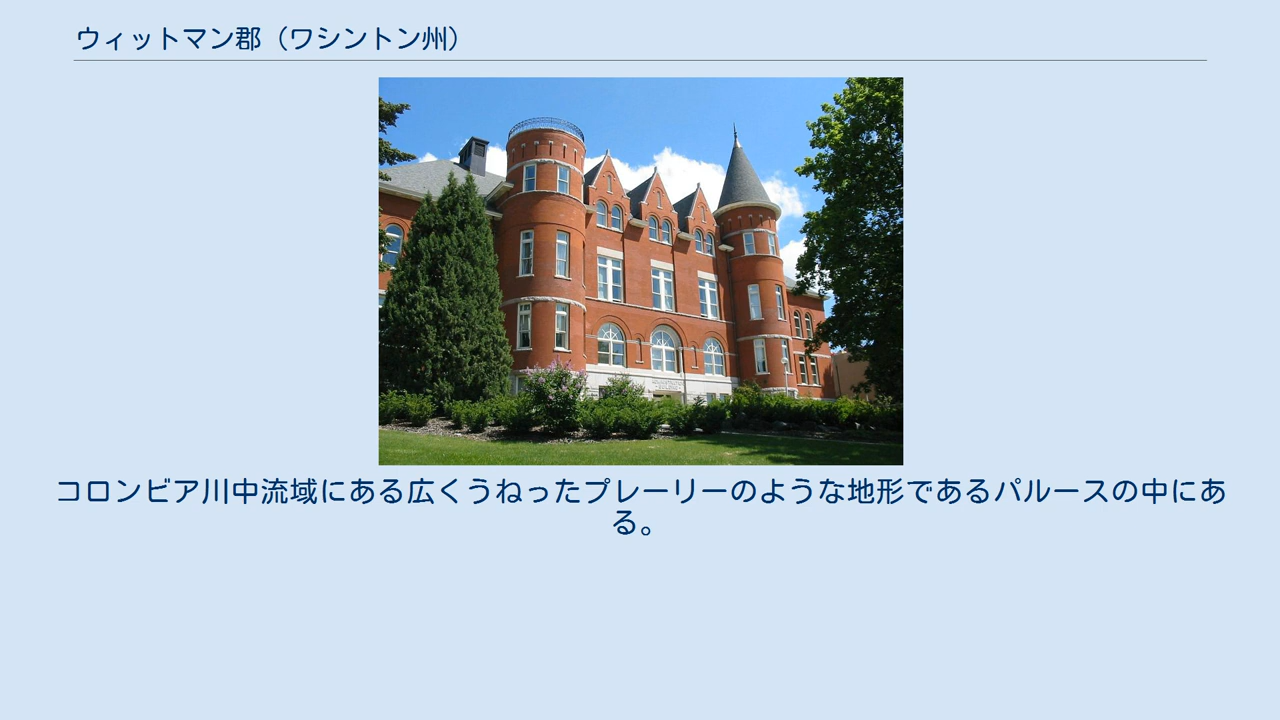 ウィットマン郡（ワシントン州）
コロンビア川中流域にある広くうねったプレーリーのような地形であるパルースの中にあ
る。